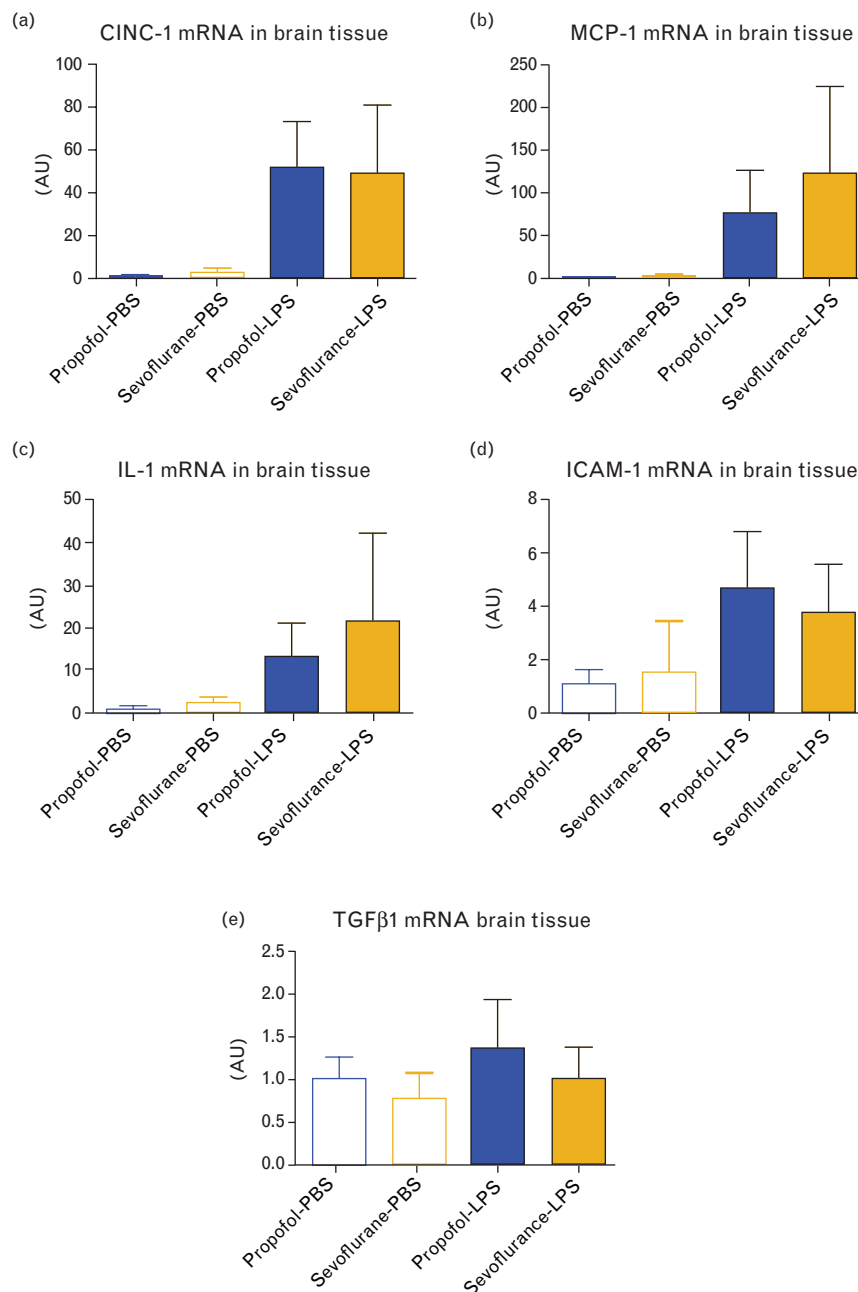 (a)
CINC-1 mRNA in brain tissue
100
80
60
40
20
0
(AU)
Propofol-PBS
Sevoflurane-PBS
Propofol-LPS
Sevoflurance-LPS
(b)
MCP-1 mRNA in brain tissue
250
200
150
100
50
0
(AU)
Propofol-PBS
Sevoflurane-PBS
Propofol-LPS
Sevoflurance-LPS
(c)
IL-1 mRNA in brain tissue
50
40
30
20
10
0
(AU)
Propofol-PBS
Sevoflurane-PBS
Propofol-LPS
Sevoflurance-LPS
(d)
ICAM-1 mRNA in brain tissue
8
6
4
2
0
(AU)
Propofol-PBS
Sevoflurane-PBS
Propofol-LPS
Sevoflurance-LPS
(e)
TGFβ1 mRNA brain tissue
2.5
2.0
1.5
1.0
0.5
0.0
(AU)
Propofol-PBS
Sevoflurane-PBS
Propofol-LPS
Sevoflurance-LPS